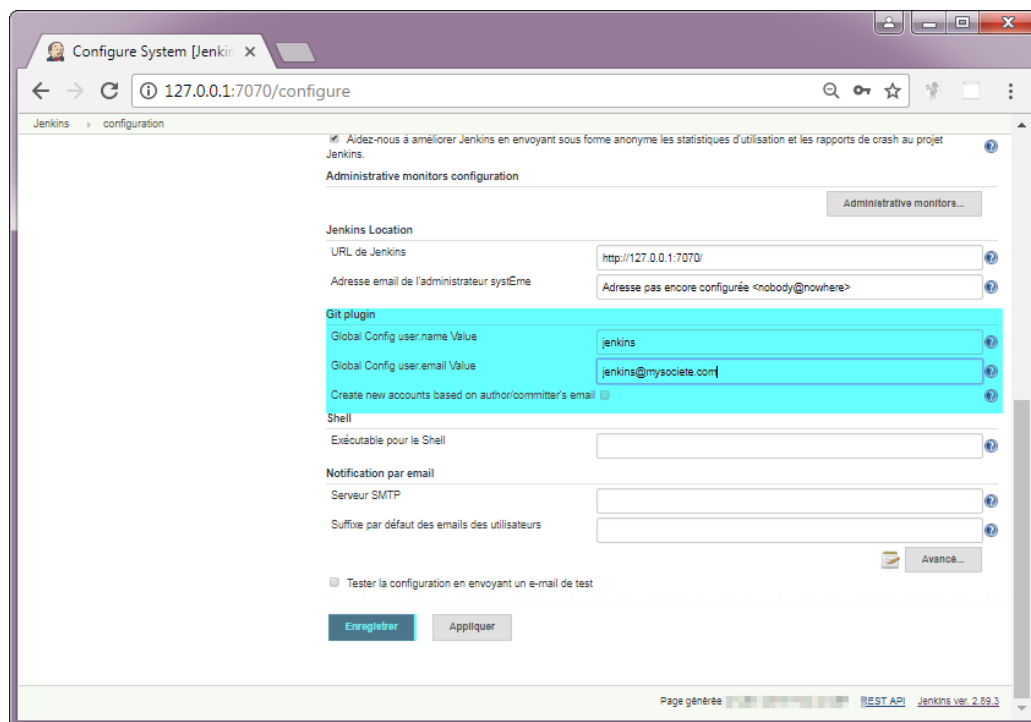 Configure System [Jenkin
127.0.0.1:7070/configure
Jenkins configuration
Aidez-nous à améliorer Jenkins en envoyant sous forme anonyme les statistiques d'utilisation et les rapports de crash au projet
Jenkins.
Administrative monitors configuration
Administrative monitors...
Jenkins Location
URL de Jenkins http://127.0.0.1:7070/
Adresse email de l'administrateur systÈme Adresse pas encore configurée <nobody@nowhere>
Git plugin
Global Config user.name Value jenkins
Global Config user.email Value jenkins@mysociete.com
Create new accounts based on author/committer's email
Shell
Exécutable pour le Shell
Notification par email
Serveur SMTP
Suffixe par défaut des emails des utilisateurs
Avancé...
Tester la configuration en envoyant un e-mail de test
Enregistrer Appliquer
Page générée REST API Jenkins ver. 2.89.3